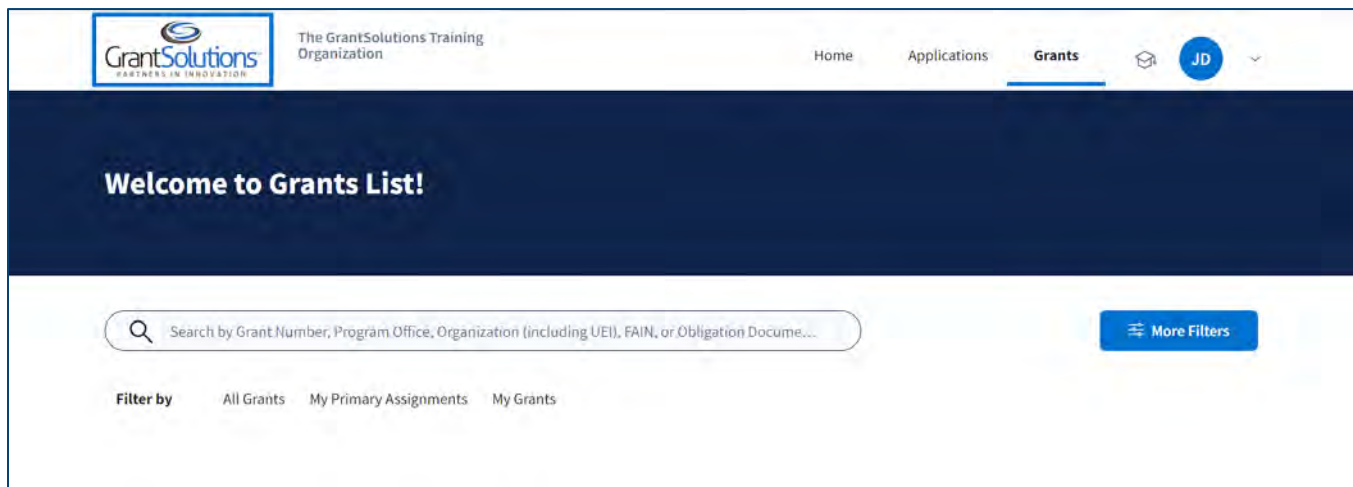 GrantSolutions
PARTNERS IN INNOVATION
The GrantSolutions Training
Organization
Home Applications Grants JD
Welcome to Grants List!
Search by Grant Number, Program Office, Organization (including UEI), FAIN, or Obligation Docume...
More Filters
Filter by All Grants My Primary Assignments My Grants